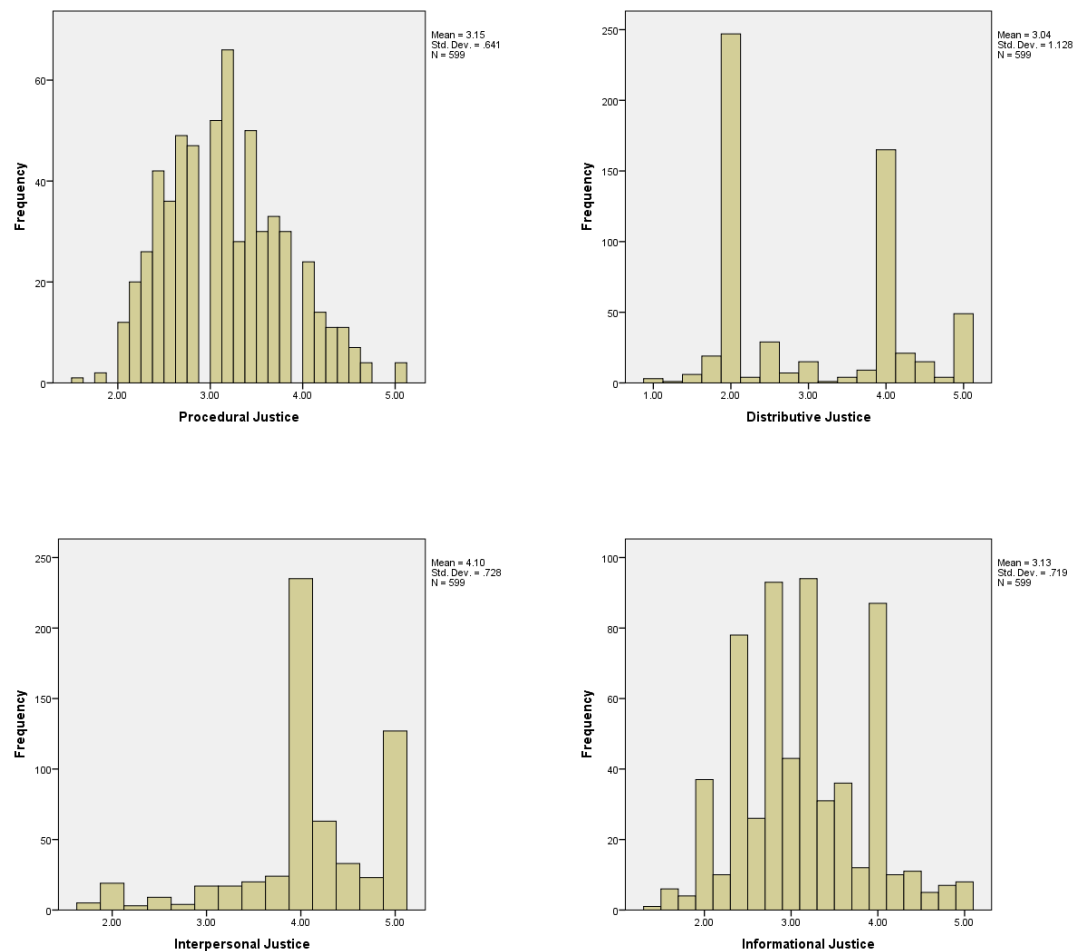 Mean = 3.15
Std. Dev. = .641
N = 599
60
40
20
0
Frequency
2.00 3.00 4.00 5.00
Procedural Justice
Mean = 3.04
Std. Dev. = 1.128
N = 599
250
200
150
100
50
0
Frequency
1.00 2.00 3.00 4.00 5.00
Distributive Justice
Mean = 4.10
Std. Dev. = .728
N = 599
250
200
150
100
50
0
Frequency
2.00 3.00 4.00 5.00
Interpersonal Justice
Mean = 3.13
Std. Dev. = .719
N = 599
100
80
60
40
20
0
Frequency
2.00 3.00 4.00 5.00
Informational Justice